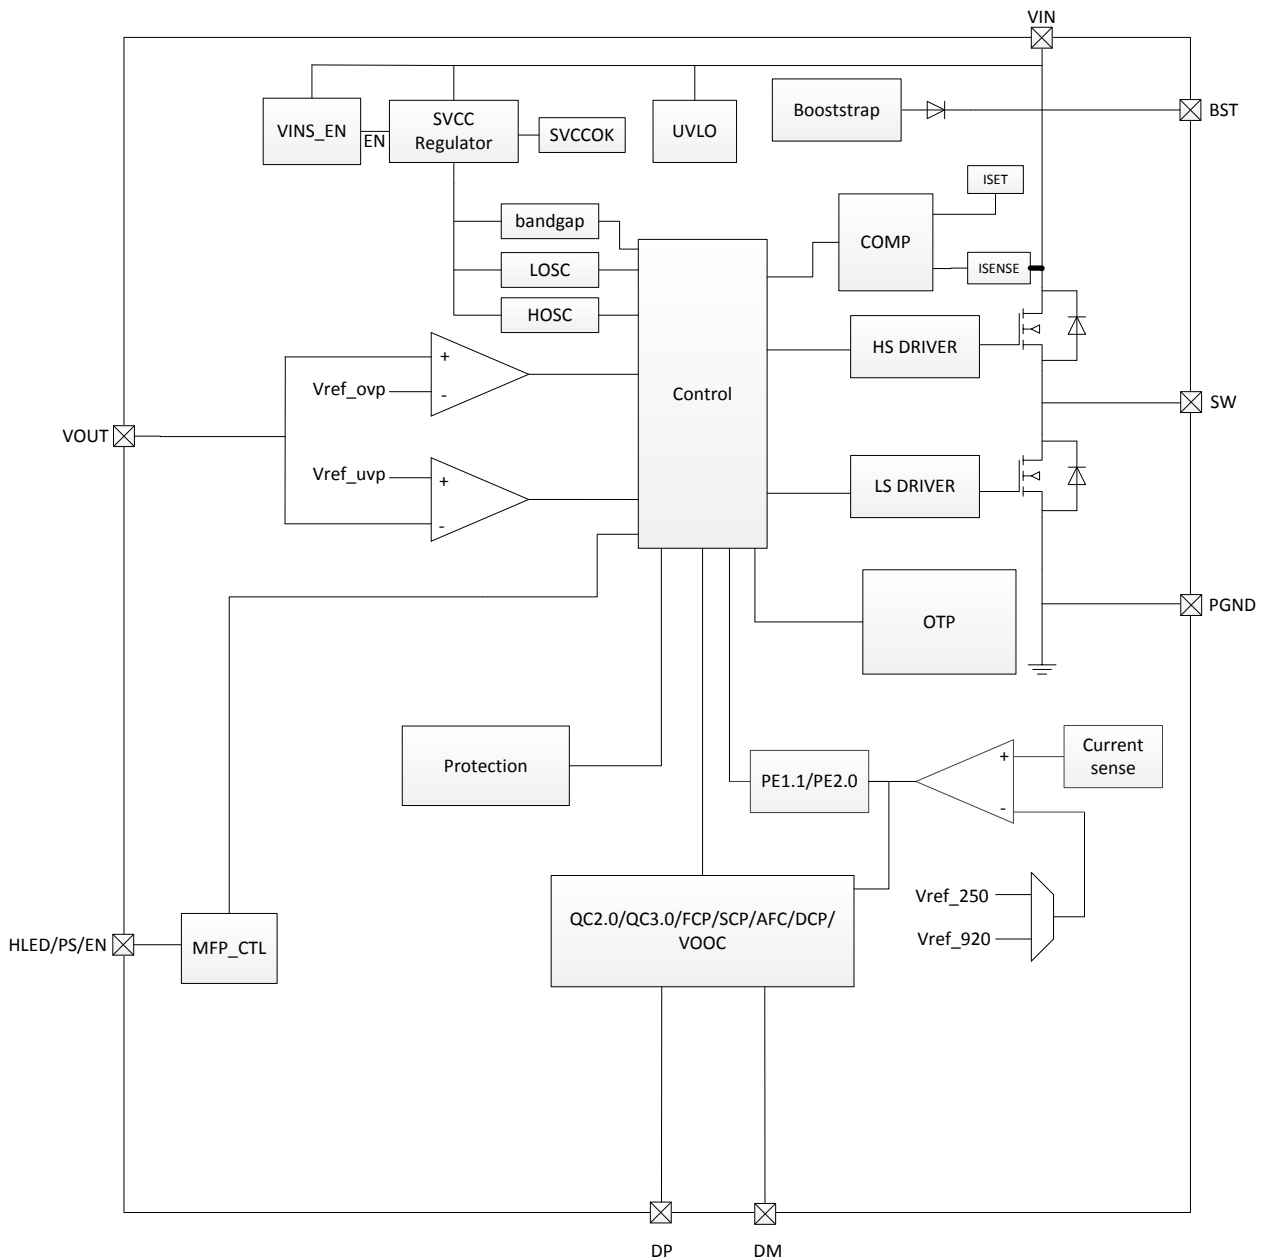 VIN
VINS_EN
EN
SVCC
Regulator
SVCCOK
UVLO
Booststrap
BST
bandgap
LOSC
HOSC
COMP
ISET
ISENSE
HS DRIVER
Control
+
Vref_ovp
-
VOUT
Vref_uvp
+
-
SW
LS DRIVER
OTP
PGND
Protection
PE1.1/PE2.0
+
-
Current
sense
Vref_250
Vref_920
QC2.0/QC3.0/FCP/SCP/AFC/DCP/
VOOC
HLED/PS/EN
MFP_CTL
DP
DM